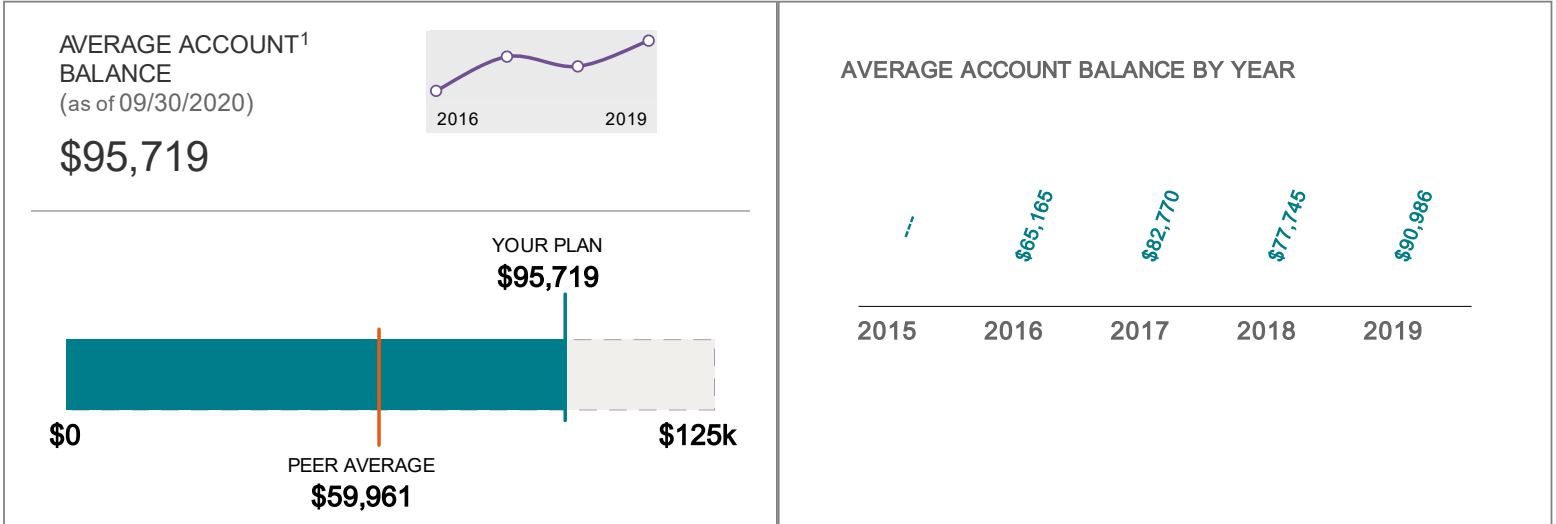 AVERAGE ACCOUNT1
BALANCE
(as of 09/30/2020)
$95,719
2016 2019
YOUR PLAN
$95,719
$0 $125k
PEER AVERAGE
$59,961
AVERAGE ACCOUNT BALANCE BY YEAR
--- $65,165 $82,770 $77,745 $90,986
2015 2016 2017 2018 2019